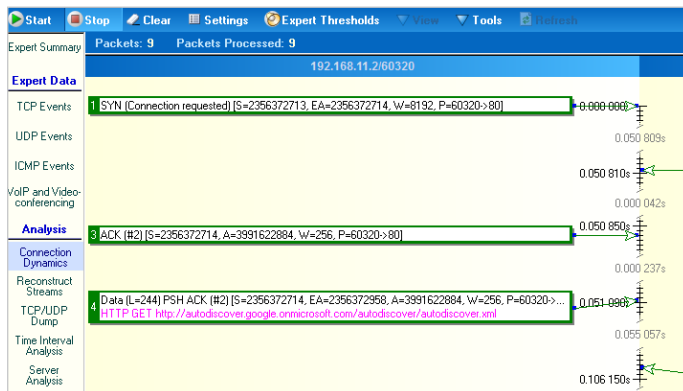 Start Stop Clear Settings Expert Thresholds View Tools Refresh
Expert Summary
Packets: 9 Packets Processed: 9
192.168.11.2/60320
Expert Data
TCP Events
UDP Events
ICMP Events
VoIP and Video-
conferencing
Analysis
Connection
Dynamics
Reconstruct
Streams
TCP/UDP
Dump
Time Interval
Analysis
Server
Analysis
1 SYN (Connection requested) [S=2356372713, EA=2356372714, W=8192, P=60320->80]
0.000 000s
0.050 809s
0.050 810s
0.000 042s
3 ACK (#2) [S=2356372714, A=3991622884, W=256, P=60320->80]
0.050 850s
0.000 237s
4 Data (L=244) PSH ACK (#2) [S=2356372714, EA=2356372958, A=3991622884, W=256, P=60320->...
HTTP GET http://autodiscover.google.onmicrosoft.com/autodiscover/autodiscover.xml
0.055 057s
0.106 150s